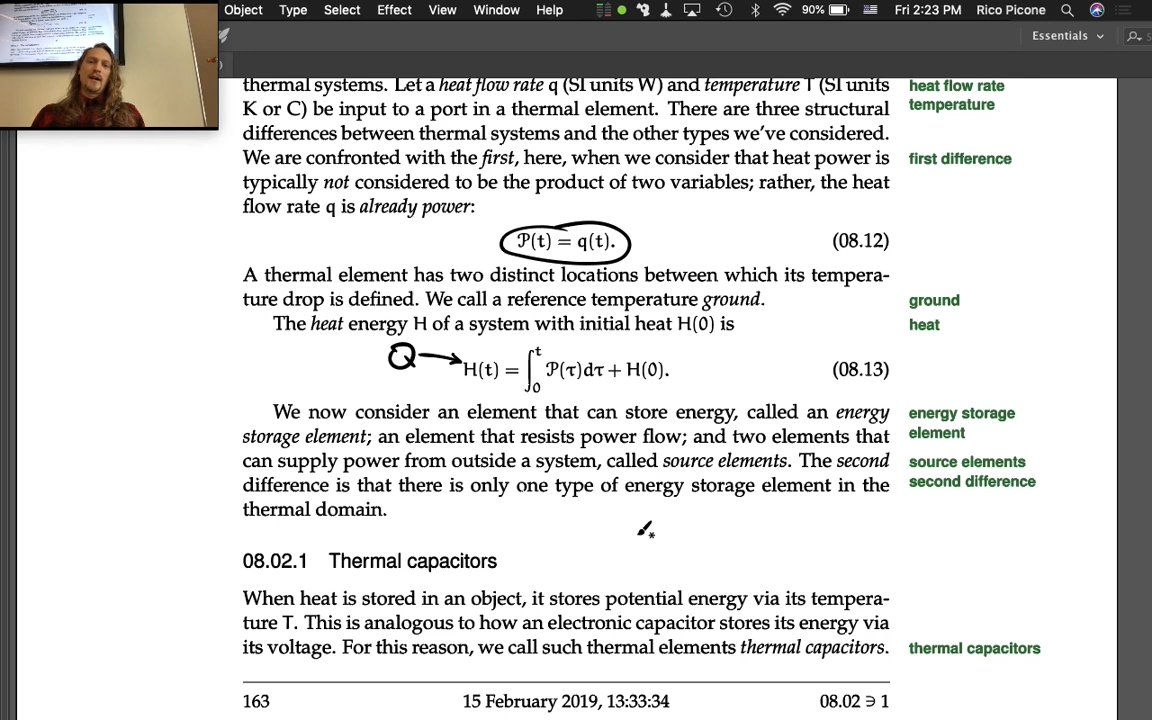 Object Type Select Effect View Window Help 90% Fri 2:23 PM Rico Picone
Essentials
thermal systems. Let a heat flow rate q (SI units W) and temperature T (SI units
heat flow rate
K or C) be input to a port in a thermal element. There are three structural
temperature
differences between thermal systems and the other types we've considered.
We are confronted with the first, here, when we consider that heat power is
first difference
typically not considered to be the product of two variables; rather, the heat
flow rate q is already power:
P(t) = q(t). (08.12)
A thermal element has two distinct locations between which its tempera-
ture drop is defined. We call a reference temperature ground.
ground
The heat energy H of a system with initial heat H(0) is
heat
Q → H(t) = ∫₀ᵗ P(τ)dτ + H(0). (08.13)
We now consider an element that can store energy, called an energy
energy storage
storage element; an element that resists power flow; and two elements that
element
can supply power from outside a system, called source elements. The second
source elements
difference is that there is only one type of energy storage element in the
second difference
thermal domain.
08.02.1 Thermal capacitors
When heat is stored in an object, it stores potential energy via its tempera-
ture T. This is analogous to how an electronic capacitor stores its energy via
its voltage. For this reason, we call such thermal elements thermal capacitors.
thermal capacitors
163 15 February 2019, 13:33:34 08.02 ∋ 1